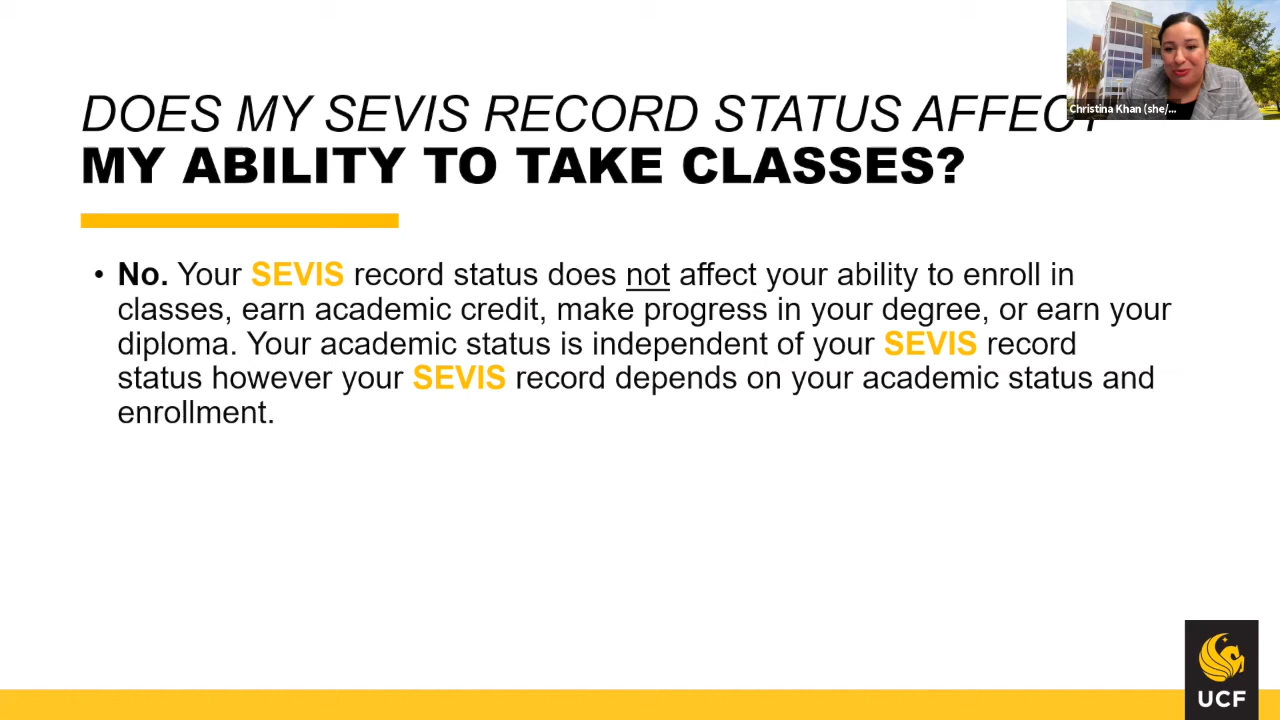 DOES MY SEVIS RECORD STATUS AFFECT
MY ABILITY TO TAKE CLASSES?
• No. Your SEVIS record status does not affect your ability to enroll in
classes, earn academic credit, make progress in your degree, or earn your
diploma. Your academic status is independent of your SEVIS record
status however your SEVIS record depends on your academic status and
enrollment.
Christina Khan (she/...
UCF